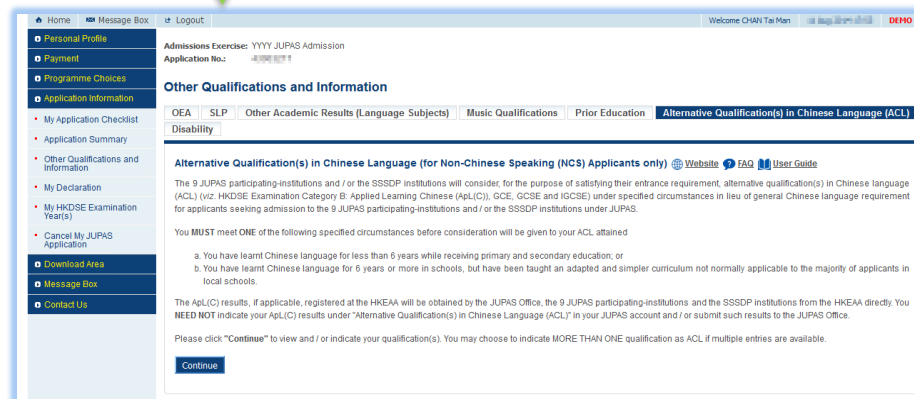 Home Message Box Logout Welcome CHAN Tai Man DEMO
Personal Profile
Payment
Programme Choices
Application Information
My Application Checklist
Application Summary
Other Qualifications and
Information
My Declaration
My HKDSE Examination
Year(s)
Cancel My JUPAS
Application
Download Area
Message Box
Contact Us
Admissions Exercise: YYYY JUPAS Admission
Application No.:
Other Qualifications and Information
OEA SLP Other Academic Results (Language Subjects) Music Qualifications Prior Education Alternative Qualification(s) in Chinese Language (ACL)
Disability
Alternative Qualification(s) in Chinese Language (for Non-Chinese Speaking (NCS) Applicants only) Website FAQ User Guide
The 9 JUPAS participating-institutions and / or the SSSDP institutions will consider, for the purpose of satisfying their entrance requirement, alternative qualification(s) in Chinese language
(ACL) (viz. HKDSE Examination Category B: Applied Learning Chinese (ApL(C)), GCE, GCSE and IGCSE) under specified circumstances in lieu of general Chinese language requirement
for applicants seeking admission to the 9 JUPAS participating-institutions and / or the SSSDP institutions under JUPAS.
You MUST meet ONE of the following specified circumstances before consideration will be given to your ACL attained
a. You have learnt Chinese language for less than 6 years while receiving primary and secondary education; or
b. You have learnt Chinese language for 6 years or more in schools, but have been taught an adapted and simpler curriculum not normally applicable to the majority of applicants in
local schools.
The ApL(C) results, if applicable, registered at the HKEAA will be obtained by the JUPAS Office, the 9 JUPAS participating-institutions and the SSSDP institutions from the HKEAA directly. You
NEED NOT indicate your ApL(C) results under "Alternative Qualification(s) in Chinese Language (ACL)" in your JUPAS account and / or submit such results to the JUPAS Office.
Please click "Continue" to view and / or indicate your qualification(s). You may choose to indicate MORE THAN ONE qualification as ACL if multiple entries are available.
Continue